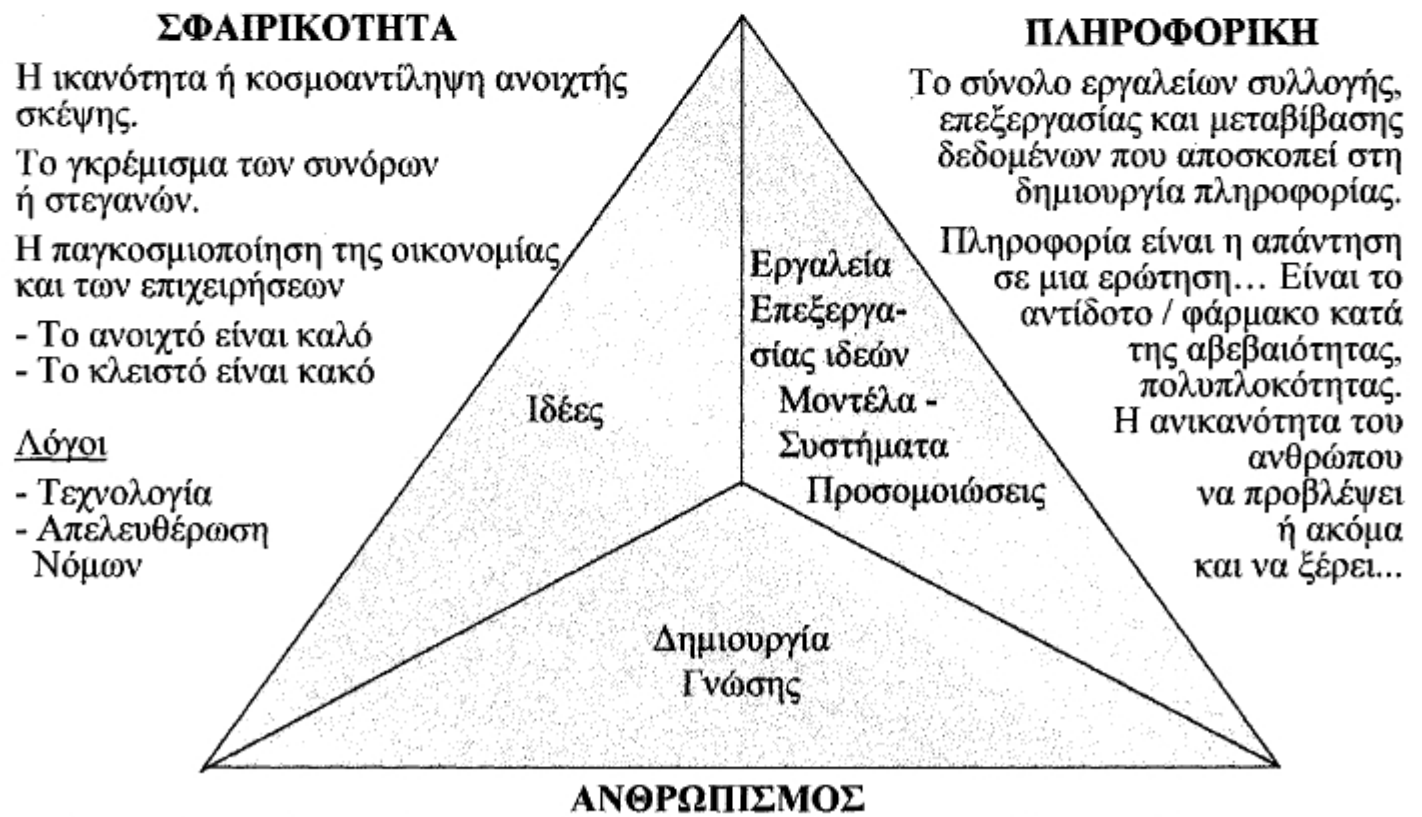 ΣΦΑΙΡΙΚΟΤΗΤΑ
Η ικανότητα ή κοσμοαντίληψη ανοιχτής
σκέψης.
Το γκρέμισμα των συνόρων
ή στεγανών.
Η παγκοσμιοποίηση της οικονομίας
και των επιχειρήσεων
- Το ανοιχτό είναι καλό
- Το κλειστό είναι κακό
Λόγοι
- Τεχνολογία
- Απελευθέρωση
Νόμων
Ιδέες
Εργαλεία
Επεξεργα-
σίας ιδεών
Μοντέλα -
Συστήματα
Προσομοιώσεις
ΠΛΗΡΟΦΟΡΙΚΗ
Το σύνολο εργαλείων συλλογής,
επεξεργασίας και μεταβίβασης
δεδομένων που αποσκοπεί στη
δημιουργία πληροφορίας.
Πληροφορία είναι η απάντηση
σε μια ερώτηση... Είναι το
αντίδοτο / φάρμακο κατά
της αβεβαιότητας,
πολυπλοκότητας.
Η ανικανότητα του
ανθρώπου
να προβλέψει
ή ακόμα
και να ξέρει...
Δημιουργία
Γνώσης
ΑΝΘΡΩΠΙΣΜΟΣ